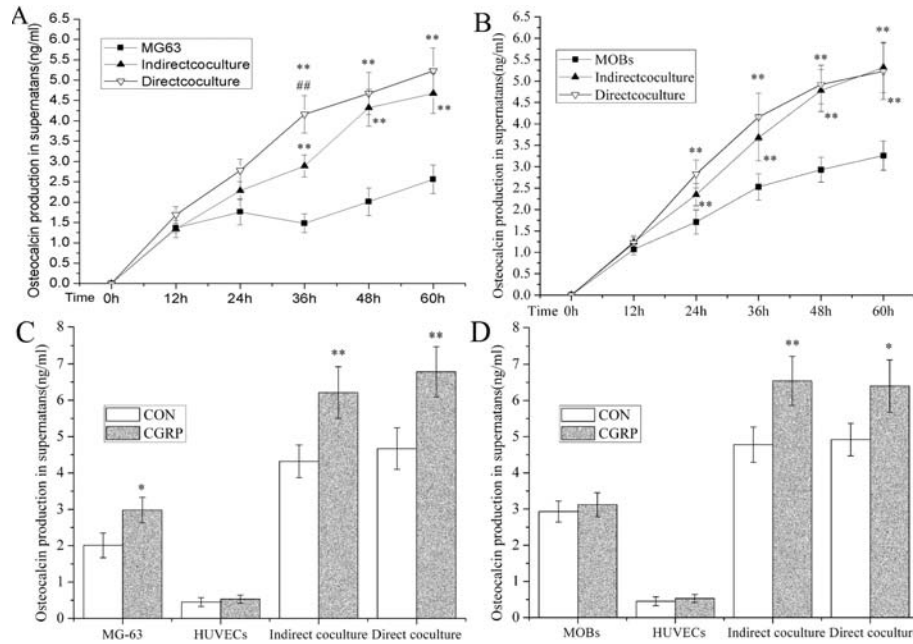 A
Osteocalcin production in supernatans(ng/ml)
6.5
6.0
5.5
5.0
4.5
4.0
3.5
3.0
2.5
2.0
1.5
1.0
0.5
0.0
MG63
Indirectcoculture
Directcoculture
**
##
**
**
**
**
**
Time 0h 12h 24h 36h 48h 60h
B
Osteocalcin production in supernatans(ng/ml)
6.5
6.0
5.5
5.0
4.5
4.0
3.5
3.0
2.5
2.0
1.5
1.0
0.5
0.0
MOBs
Indirectcoculture
Directcoculture
**
**
**
**
**
**
**
Time 0h 12h 24h 36h 48h 60h
C
Osteocalcin production in supernatans(ng/ml)
8
7
6
5
4
3
2
1
0
CON
CGRP
*
**
**
MG-63 HUVECs Indirect coculture Direct coculture
D
Osteocalcin production in supernatans(ng/ml)
8
7
6
5
4
3
2
1
0
CON
CGRP
**
*
MOBs HUVECs Indirect coculture Direct coculture